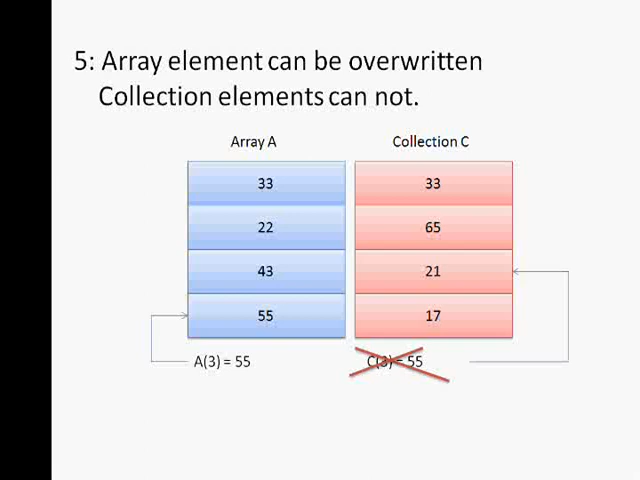 5: Array element can be overwritten
Collection elements can not.
Array A
Collection C
33
33
22
65
43
21
55
17
A(3) = 55
C(3) = 55